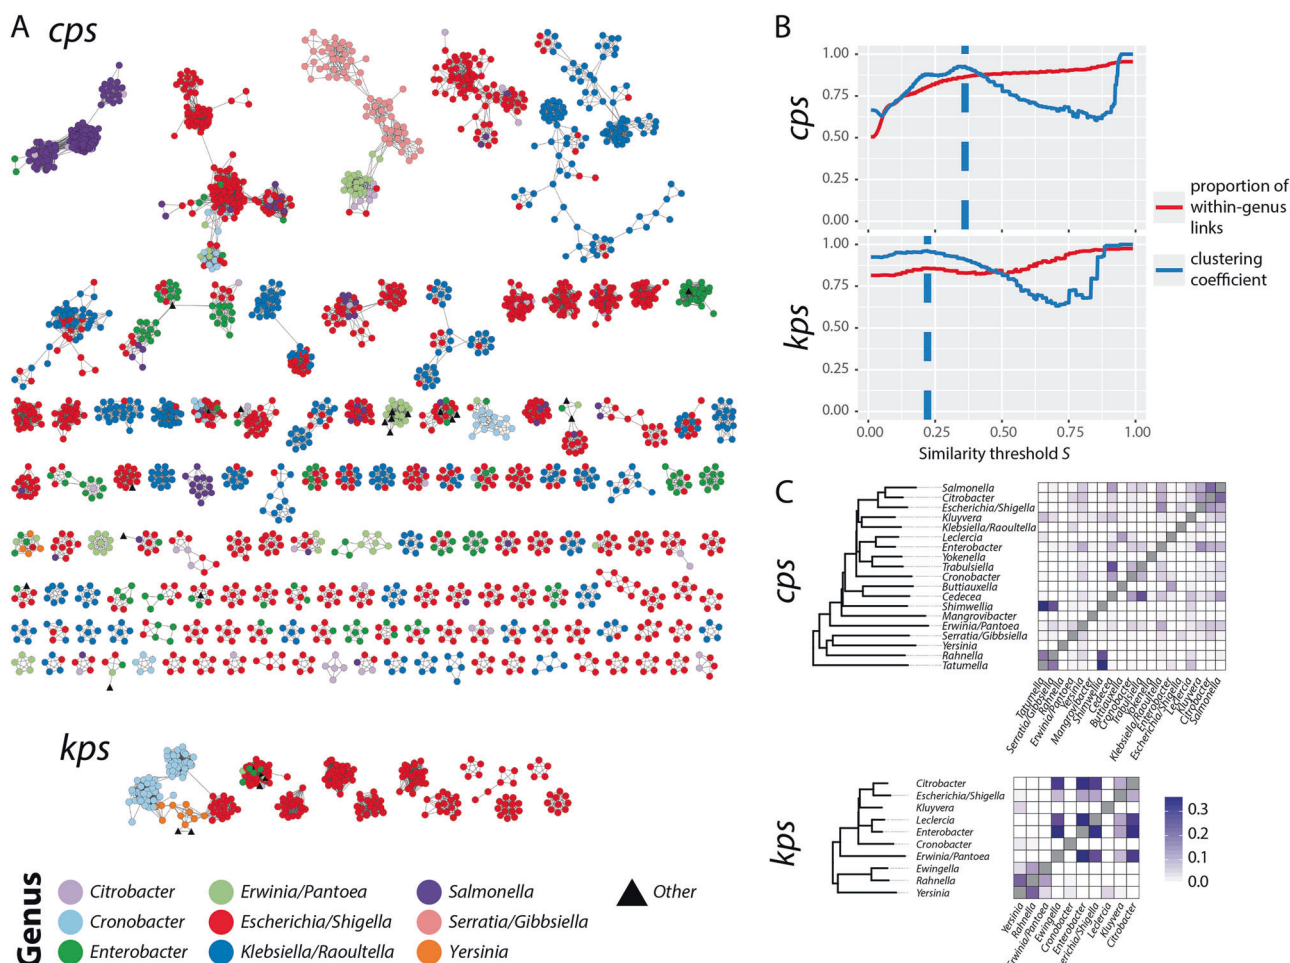 A
cps
kps
Genus
Citrobacter
Cronobacter
Enterobacter
Erwinia/Pantoea
Escherichia/Shigella
Klebsiella/Raoultella
Salmonella
Serratia/Gibbsiella
Yersinia
Other
B
cps
1.00
0.75
0.50
0.25
0.00
kps
1.00
0.75
0.50
0.25
0.00
0.00
0.25
0.50
0.75
1.00
Similarity threshold S
proportion of
within-genus
links
clustering
coefficient
C
cps
Salmonella
Citrobacter
Escherichia/Shigella
Kluyvera
Klebsiella/Raoultella
Leclercia
Enterobacter
Yokenella
Trabulsiella
Cronobacter
Buttiauxella
Cedecea
Shimwellia
Mangrovibacter
Erwinia/Pantoea
Serratia/Gibbsiella
Yersinia
Rahnella
Tatumella
Tatumella
Serratia/Gibbsiella
Rahnella
Erwinia/Pantoea
Yersinia
Mangrovibacter
Shimwellia
Cedecea
Buttiauxella
Cronobacter
Trabulsiella
Yokenella
Klebsiella/Raoultella
Enterobacter
Escherichia/Shigella
Leclercia
Kluyvera
Citrobacter
Salmonella
kps
Citrobacter
Escherichia/Shigella
Kluyvera
Leclercia
Enterobacter
Cronobacter
Erwinia/Pantoea
Ewingella
Rahnella
Yersinia
Yersinia
Rahnella
Erwinia/Pantoea
Ewingella
Cronobacter
Enterobacter
cherichia/Shigella
Leclercia
Kluyvera
Citrobacter
0.3
0.2
0.1
0.0